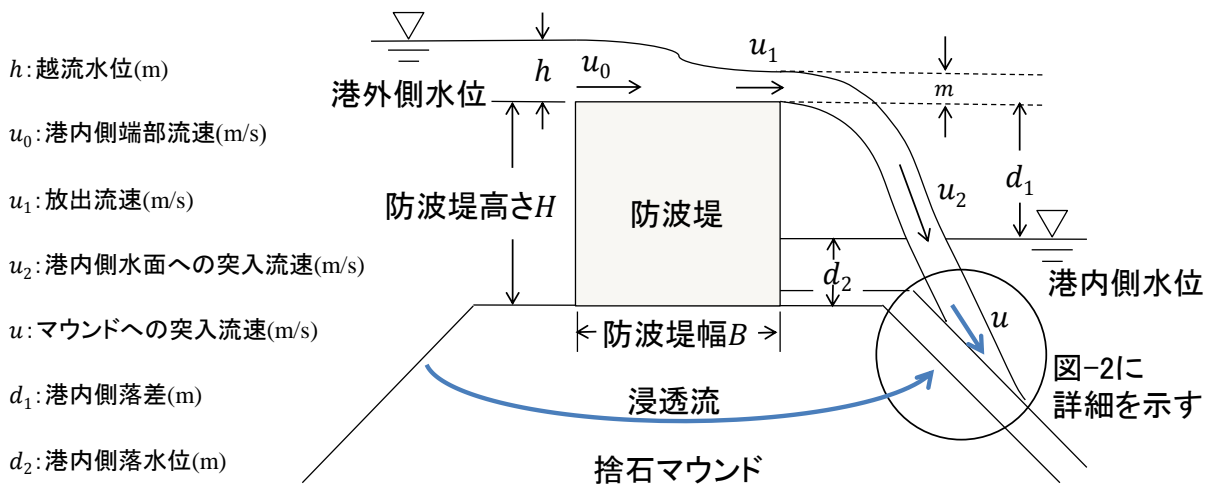 h:越流水位(m)
u₀:港内側端部流速(m/s)
u₁:放出流速(m/s)
u₂:港内側水面への突入流速(m/s)
u:マウンドへの突入流速(m/s)
d₁:港内側落差(m)
d₂:港内側落水位(m)
港外側水位
h
u₀
u₁
m
防波堤高さH
防波堤
u₂
d₁
d₂
港内側水位
防波堤幅B
u
浸透流
図-2に
詳細を示す
捨石マウンド